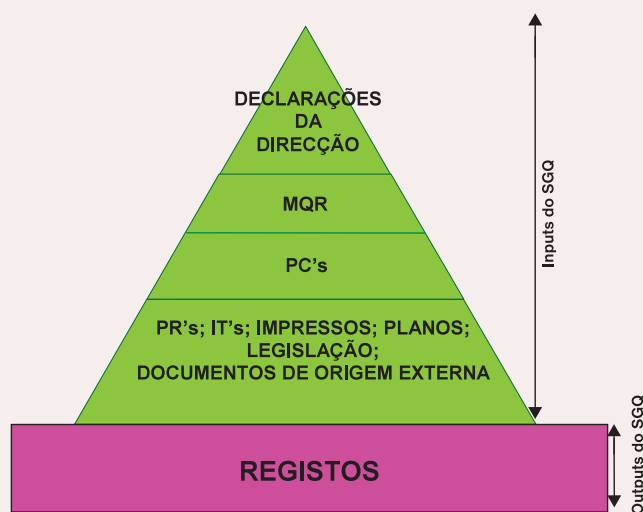 DECLARAÇÕES
DA
DIRECÇÃO
MQR
PC's
PR's; IT's; IMPRESSOS; PLANOS;
LEGISLAÇÃO;
DOCUMENTOS DE ORIGEM EXTERNA
REGISTOS
Inputs do SGQ
Outputs do SGQ